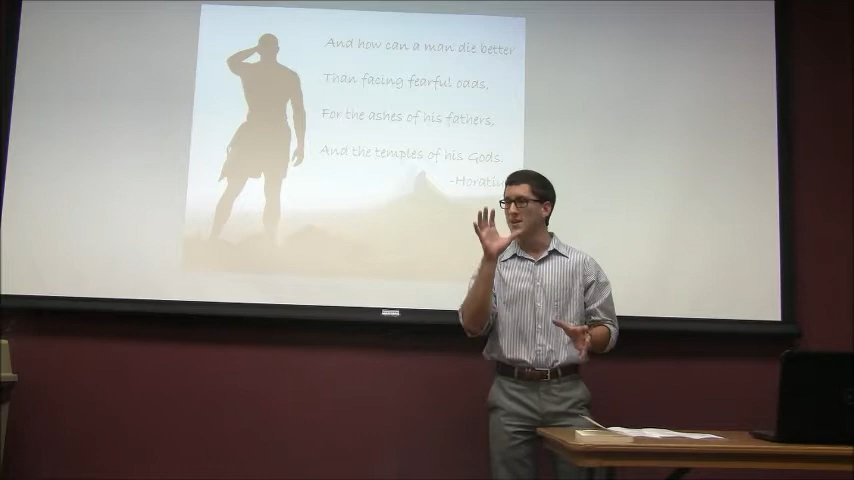 And how can a man die better
Than facing fearful odds,
For the ashes of his fathers,
And the temples of his Gods.